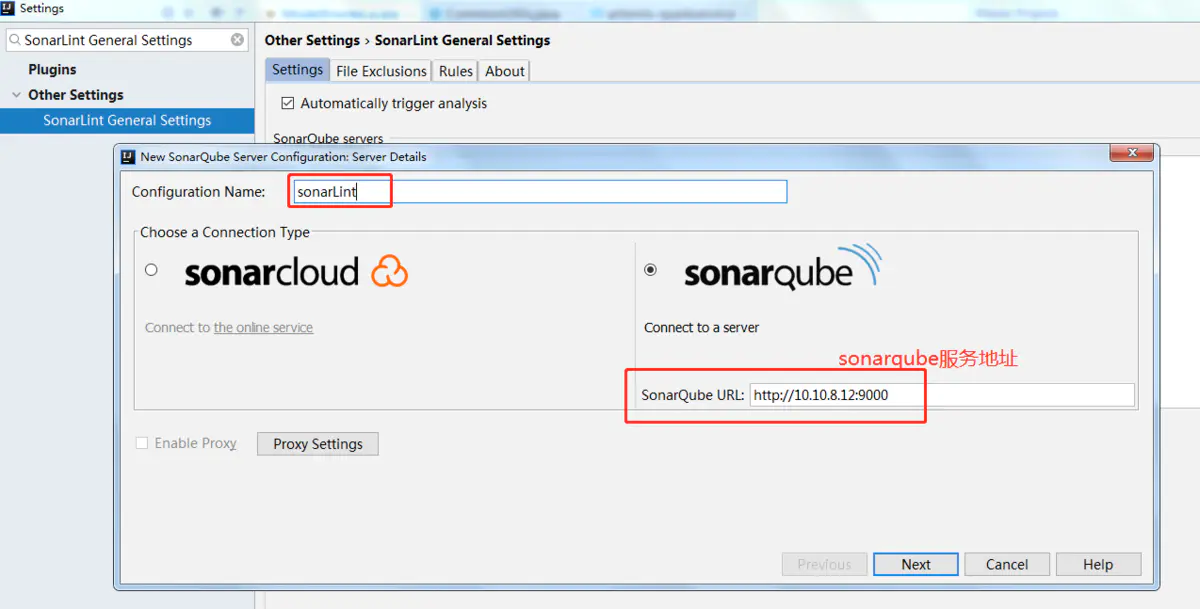 Settings
SonarLint General Settings
Plugins
Other Settings
SonarLint General Settings
Other Settings › SonarLint General Settings
Settings File Exclusions Rules About
Automatically trigger analysis
SonarQube servers
New SonarQube Server Configuration: Server Details
Configuration Name: sonarLint
Choose a Connection Type
sonarcloud
sonarqube
Connect to the online service
Connect to a server
sonarqube服务地址
SonarQube URL: http://10.10.8.12:9000
Enable Proxy Proxy Settings
Previous Next Cancel Help